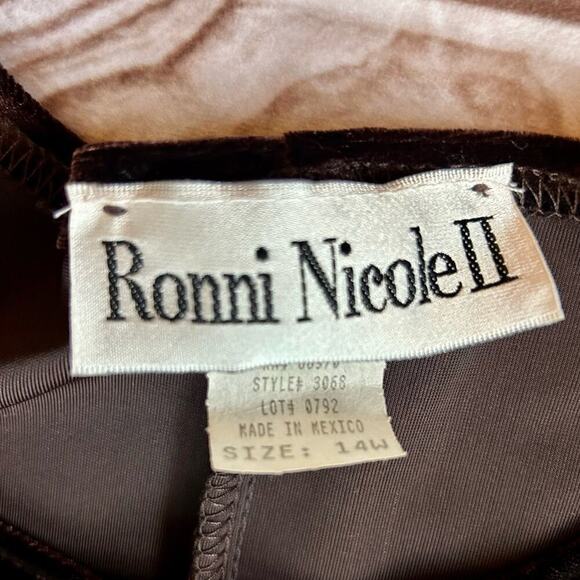 Ronni Nicole II
STYLE# 3068
LOT# 0792
MADE IN MEXICO
SIZE: 14W